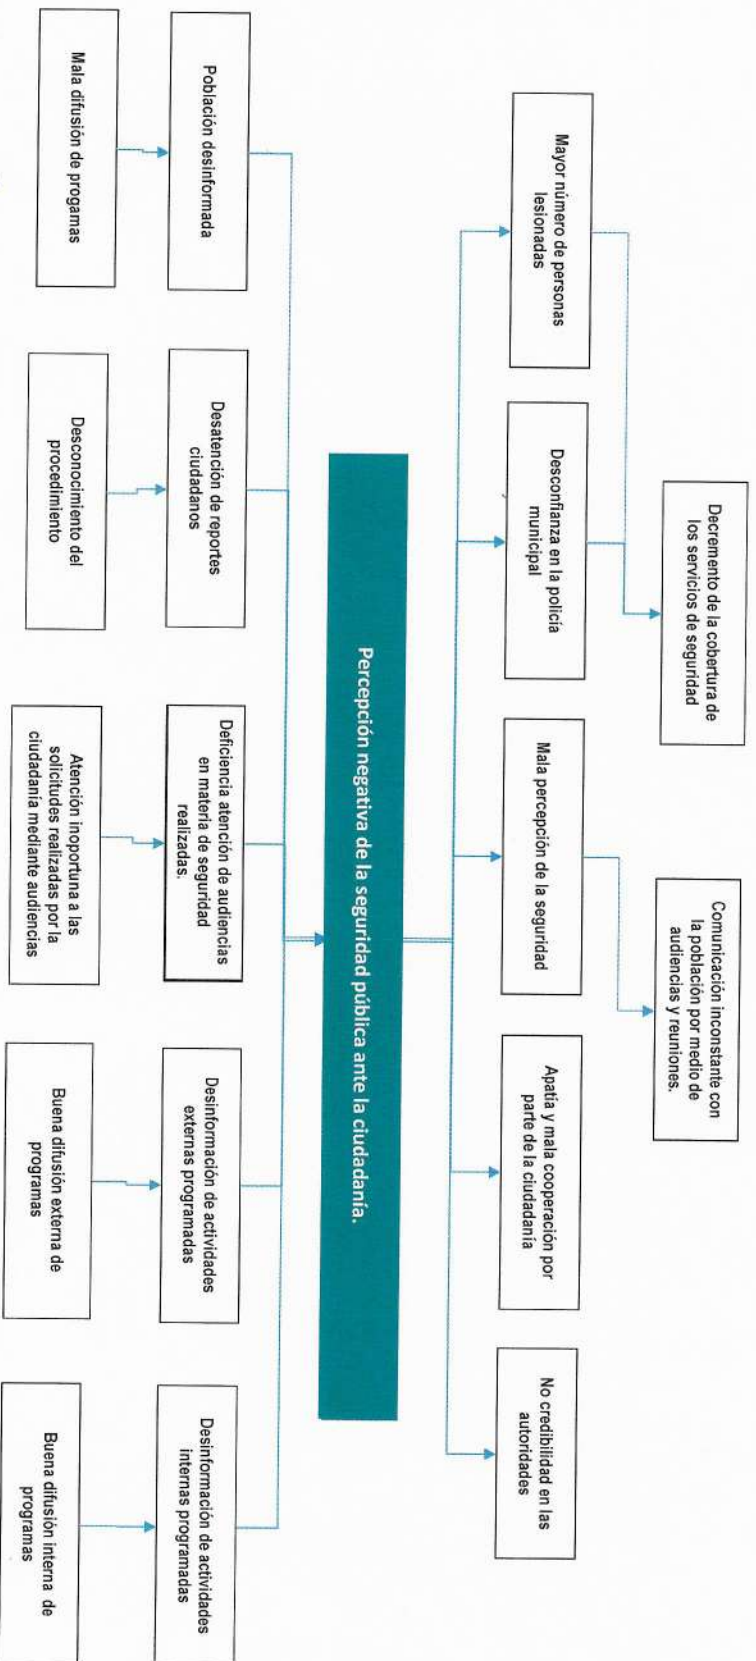 Decremento de la cobertura de
los servicios de seguridad
Comunicación inconstante con
la población por medio de
audiencias y reuniones.
Mayor número de personas
lesionadas
Desconfianza en la policía
municipal
Mala percepción de la seguridad
Apatía y mala cooperación por
parte de la ciudadanía
No credibilidad en las
autoridades
Percepción negativa de la seguridad pública ante la ciudadanía.
Población desinformada
Desatención de reportes
ciudadanos
Deficiencia atención de audiencias
en materia de seguridad
realizadas.
Desinformación de actividades
externas programadas
Desinformación de actividades
internas programadas
Mala difusión de progamas
Desconocimiento del
procedimiento
Atención inoportuna a las
solicitudes realizadas por la
ciudadanía mediante audiencias
Buena difusión externa de
programas
Buena difusión interna de
programas